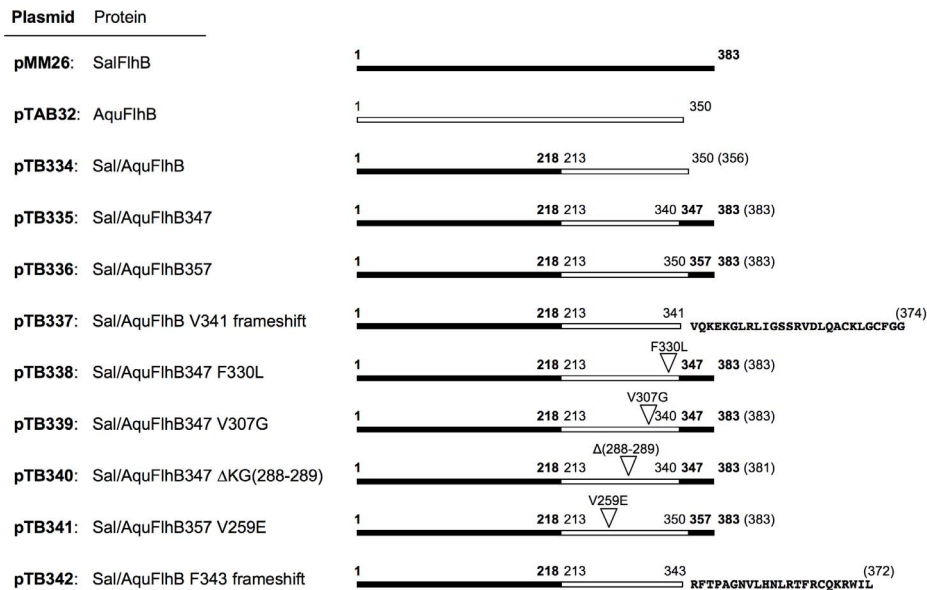 Plasmid Protein
pMM26: SalFlhB 1 383
pTAB32: AquFlhB 1 350
pTB334: Sal/AquFlhB 1 218 213 350 (356)
pTB335: Sal/AquFlhB347 1 218 213 340 347 383 (383)
pTB336: Sal/AquFlhB357 1 218 213 350 357 383 (383)
pTB337: Sal/AquFlhB V341 frameshift 1 218 213 341 (374)
VQKEKGLRLIGSSRVDLQACKLGCFGG
F330L
pTB338: Sal/AquFlhB347 F330L 1 218 213 340 347 383 (383)
V307G
pTB339: Sal/AquFlhB347 V307G 1 218 213 340 347 383 (383)
Δ(288-289)
pTB340: Sal/AquFlhB347 ΔKG(288-289) 1 218 213 340 347 383 (381)
V259E
pTB341: Sal/AquFlhB357 V259E 1 218 213 350 357 383 (383)
pTB342: Sal/AquFlhB F343 frameshift 1 218 213 343 (372)
RFTPAGNVLHNLRTFRCQKRWIL